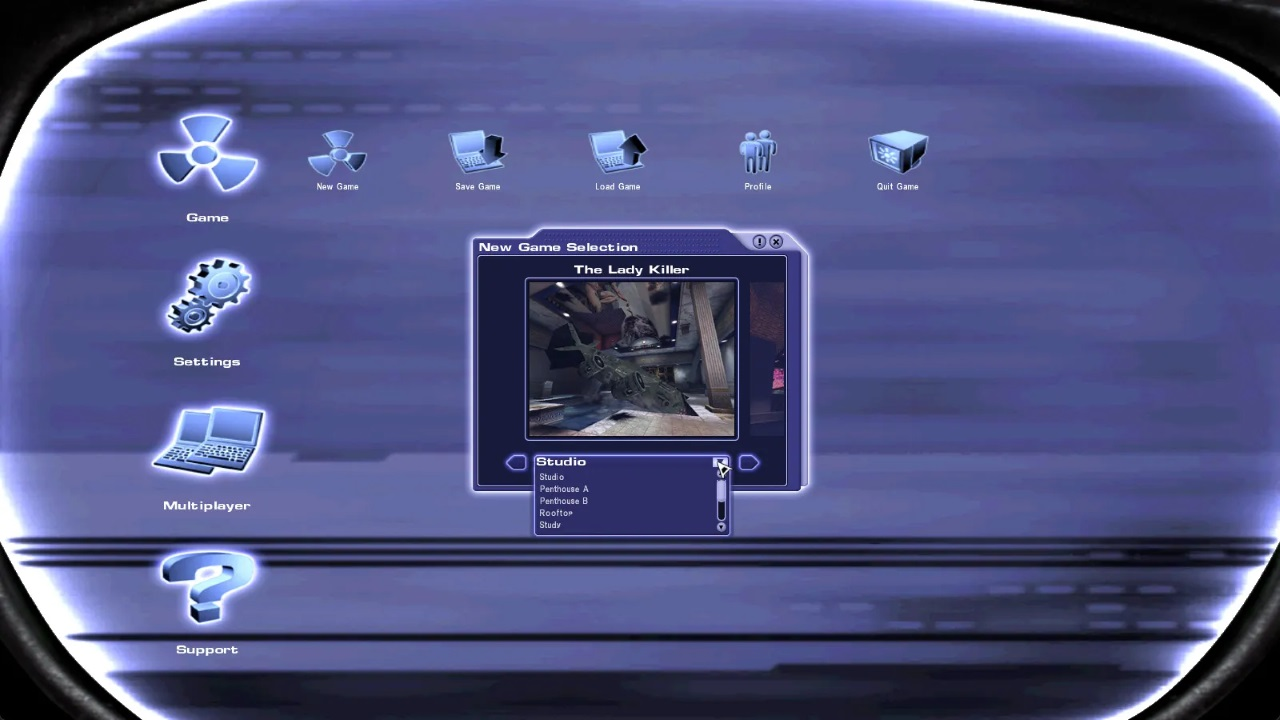 Game
New Game
Save Game
Load Game
Profile
Quit Game
New Game Selection
The Lady Killer
Settings
Studio
Studio
Penthouse A
Penthouse B
Rooftop
Study
Multiplayer
Support